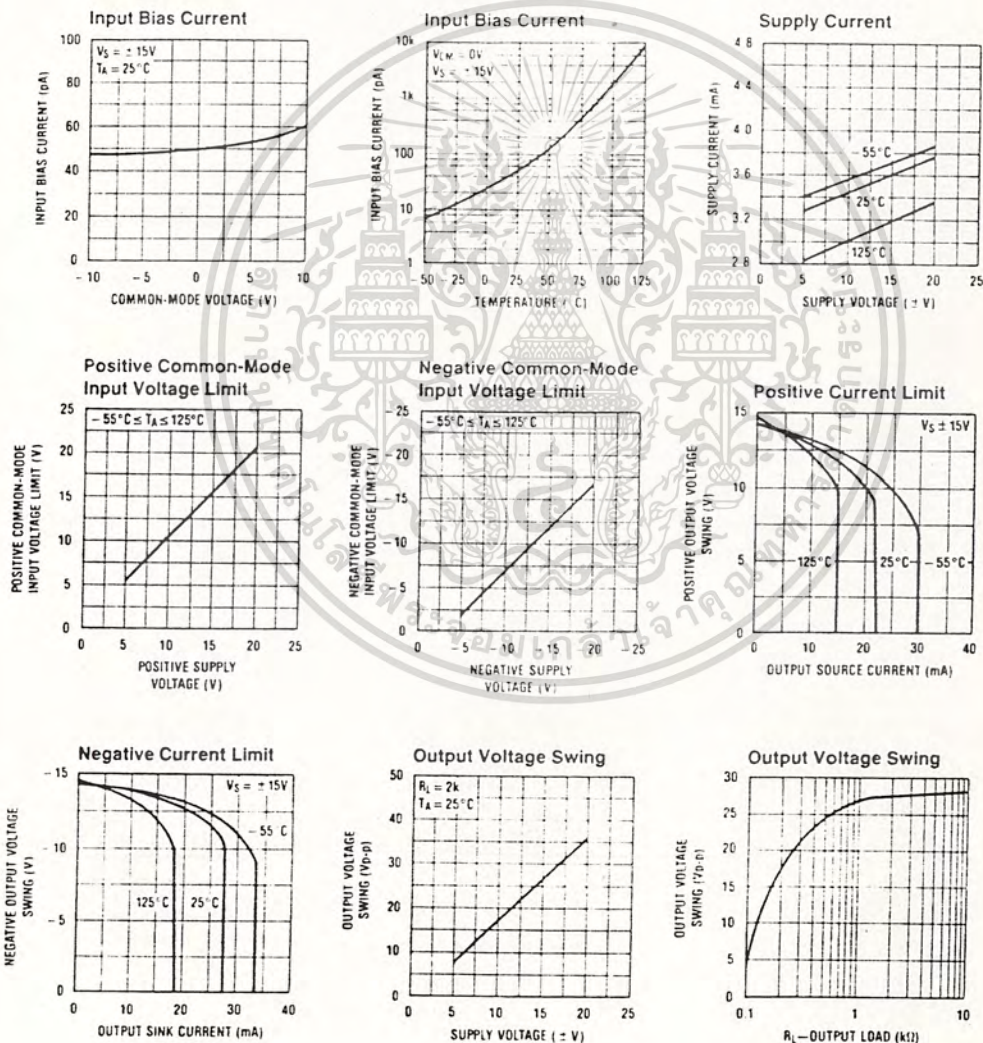 Input Bias Current
INPUT BIAS CURRENT (pA)
100
80
60
40
20
0
VS = ± 15V
TA = 25°C
- 10 - 5 0 5 10
COMMON-MODE VOLTAGE (V)
Input Bias Current
INPUT BIAS CURRENT (pA)
10k
1k
100
10
1
VCM = 0V
VS = ± 15V
- 50 - 25 0 25 50 75 100 125
TEMPERATURE (°C)
Supply Current
SUPPLY CURRENT (mA)
4.8
4.4
4.0
3.6
3.2
2.8
- 55°C
25°C
125°C
0 5 10 15 20 25
SUPPLY VOLTAGE (± V)
Positive Common-Mode
Input Voltage Limit
POSITIVE COMMON-MODE
INPUT VOLTAGE LIMIT (V)
25
20
15
10
5
0
- 55°C ≤ TA ≤ 125°C
0 5 10 15 20 25
POSITIVE SUPPLY
VOLTAGE (V)
Negative Common-Mode
Input Voltage Limit
NEGATIVE COMMON-MODE
INPUT VOLTAGE LIMIT (V)
- 25
- 20
- 15
- 10
- 5
0
- 55°C ≤ TA ≤ 125°C
0 - 5 - 10 - 15 - 20 - 25
NEGATIVE SUPPLY
VOLTAGE (V)
Positive Current Limit
POSITIVE OUTPUT VOLTAGE
SWING (V)
15
10
5
0
VS ± 15V
125°C 25°C - 55°C
0 10 20 30 40
OUTPUT SOURCE CURRENT (mA)
Negative Current Limit
NEGATIVE OUTPUT VOLTAGE
SWING (V)
- 15
- 10
- 5
0
VS = ± 15V
- 55°C
125°C 25°C
0 10 20 30 40
OUTPUT SINK CURRENT (mA)
Output Voltage Swing
OUTPUT VOLTAGE
SWING (Vp-p)
50
40
30
20
10
0
RL = 2k
TA = 25°C
0 5 10 15 20 25
SUPPLY VOLTAGE (± V)
Output Voltage Swing
OUTPUT VOLTAGE
SWING (Vp-p)
30
25
20
15
10
5
0
0.1 1 10
RL—OUTPUT LOAD (kΩ)